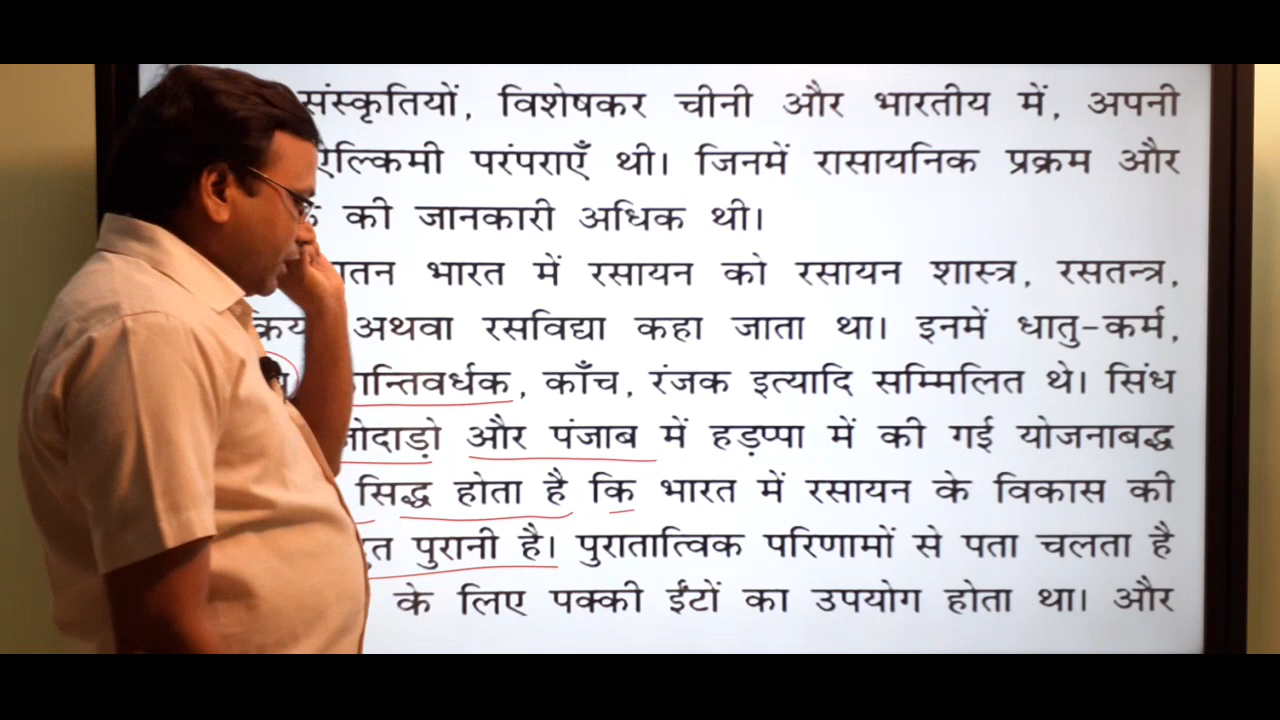 संस्कृतियों, विशेषकर चीनी और भारतीय में, अपनी
ऐल्किमी परंपराएँ थी। जिनमें रासायनिक प्रक्रम और
की जानकारी अधिक थी।
भारत में रसायन को रसायन शास्त्र, रसतन्त्र,
अथवा रसविद्या कहा जाता था। इनमें धातु-कर्म,
कान्तिवर्धक, काँच, रंजक इत्यादि सम्मिलित थे। सिंध
और पंजाब में हड़प्पा में की गई योजनाबद्ध
सिद्ध होता है कि भारत में रसायन के विकास की
पुरानी है। पुरातात्विक परिणामों से पता चलता है
के लिए पक्की ईंटों का उपयोग होता था। और